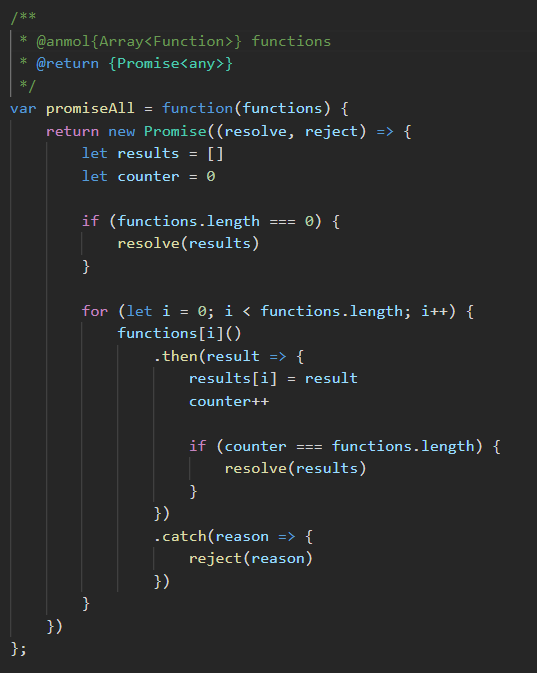 /**
 * @anmol{Array<Function>} functions
 * @return {Promise<any>}
 */
var promiseAll = function(functions) {
    return new Promise((resolve, reject) => {
        let results = []
        let counter = 0

        if (functions.length === 0) {
            resolve(results)
        }

        for (let i = 0; i < functions.length; i++) {
            functions[i]()
                .then(result => {
                    results[i] = result
                    counter++

                    if (counter === functions.length) {
                        resolve(results)
                    }
                })
                .catch(reason => {
                    reject(reason)
                })
        }
    })
};